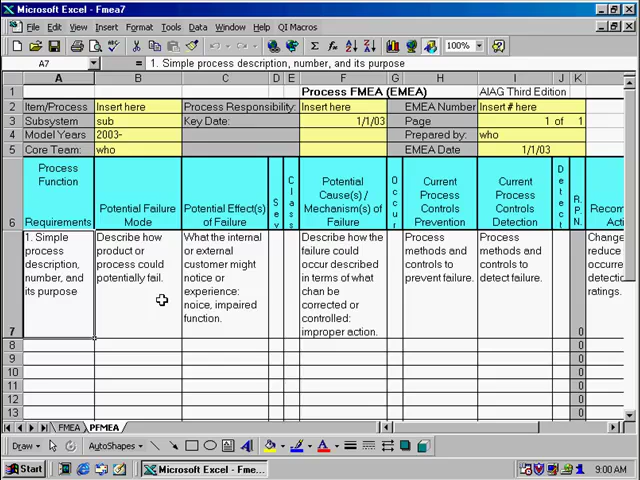 Microsoft Excel - Fmea7
File Edit View Insert Format Tools Data Window Help QI Macros
100%
A7 = 1. Simple process description, number, and its purpose
A B C D E F G H I J K
1 Process FMEA (EMEA) AIAG Third Edition
2 Item/Process Insert here Process Responsibility: Insert here EMEA Number Insert # here
3 Subsystem sub Key Date: 1/1/03 Page 1 of 1
4 Model Years 2003- Prepared by: who
5 Core Team: who EMEA Date 1/1/03
6
Process Function Requirements
Potential Failure Mode
Potential Effect(s) of Failure
Sev
Class
Potential Cause(s)/ Mechanism(s) of Failure
Occur
Current Process Controls Prevention
Current Process Controls Detection
Detect
R.P.N.
Recom
Acti
7
1. Simple process description, number, and its purpose
Describe how product or process could potentially fail.
What the internal or external customer might notice or experience: noice, impaired function.
Describe how the failure could occur described in terms of what chan be corrected or controlled: improper action.
Process methods and controls to prevent failure.
Process methods and controls to detect failure.
0
Change
reduce
occurre
detectio
ratings.
8 0
9 0
10 0
11 0
12 0
13 0
FMEA PFMEA
Draw AutoShapes
Start Microsoft Excel - Fme... 9:00 AM